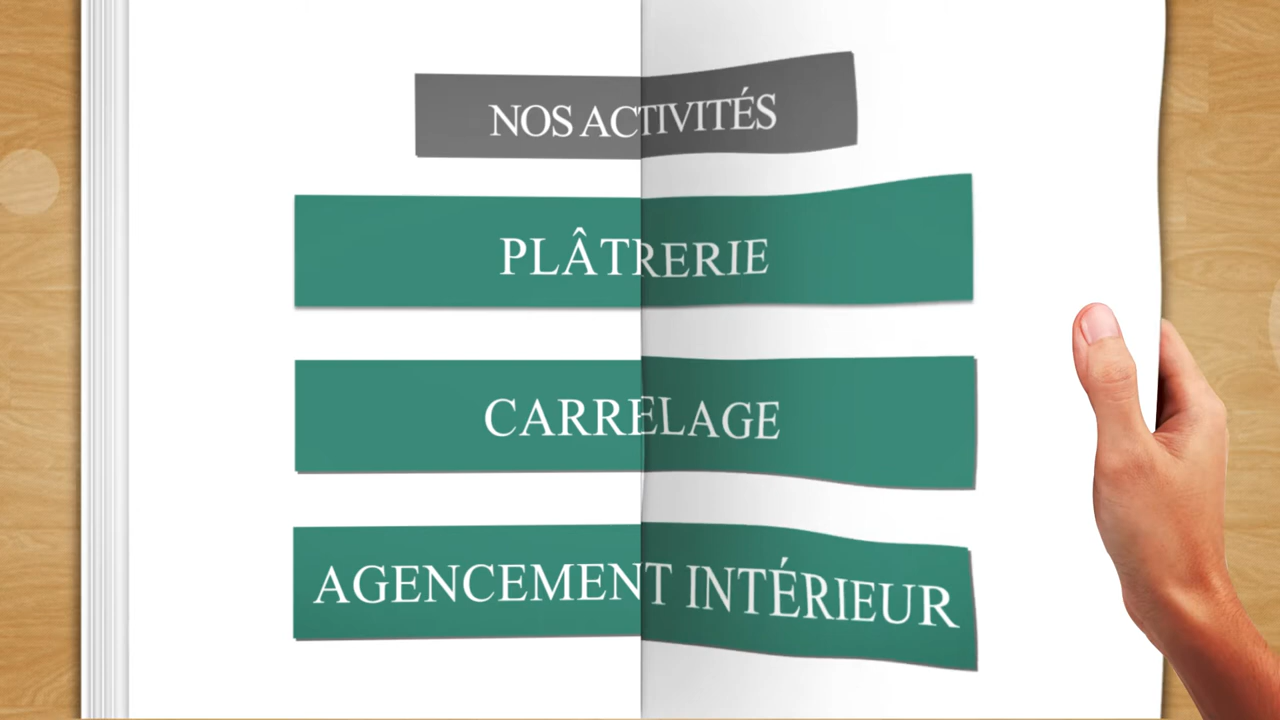 NOS ACTIVITÉS
PLÂTRERIE
CARRELAGE
AGENCEMENT INTÉRIEUR